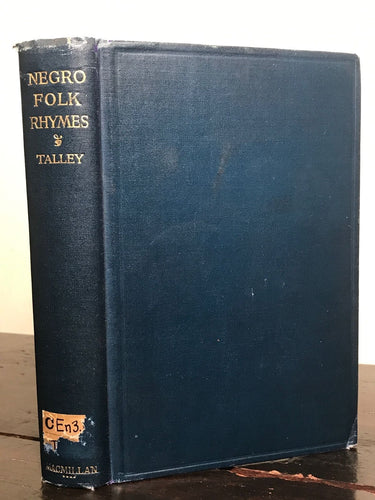 NEGRO
FOLK
RHYMES
TALLEY
CEn3
MACMILLAN